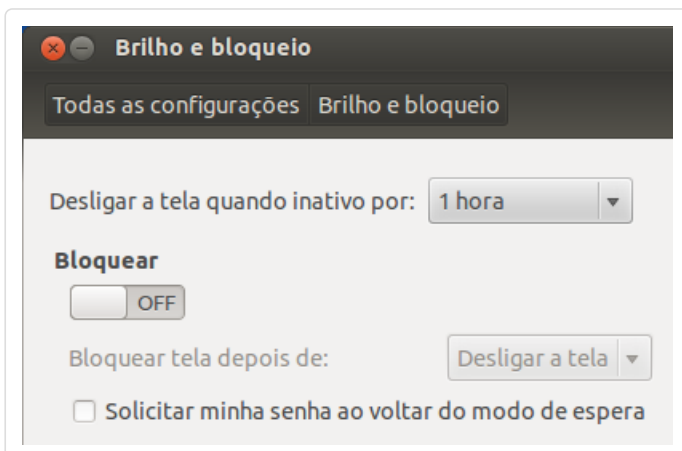 Brilho e bloqueio
Todas as configurações Brilho e bloqueio
Desligar a tela quando inativo por: 1 hora
Bloquear
OFF
Bloquear tela depois de: Desligar a tela
Solicitar minha senha ao voltar do modo de espera